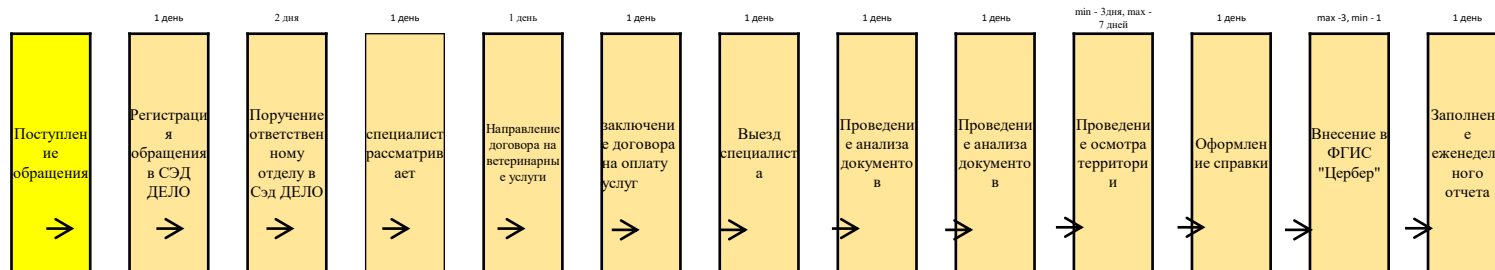 1 день
2 дня
1 день
1 день
1 день
1 день
1 день
1 день
min - 3дня, max -
7 дней
1 день
max -3, min - 1
1 день
Поступлен
ие
обращения
Регистраци
я
обращения
в СЭД
ДЕЛО
Поручение
ответствен
ному
отделу в
Сэд ДЕЛО
специалист
рассматрив
ает
Направление
договора на
ветеринарны
е услуги
заключени
е договора
на оплату
услуг
Выезд
специалист
а
Проведени
е анализа
документо
в
Проведени
е анализа
документо
в
Проведени
е осмотра
территори
и
Оформлен
ие справки
Внесение в
ФГИС
"Цербер"
Заполнени
е
еженедель
ного
отчета